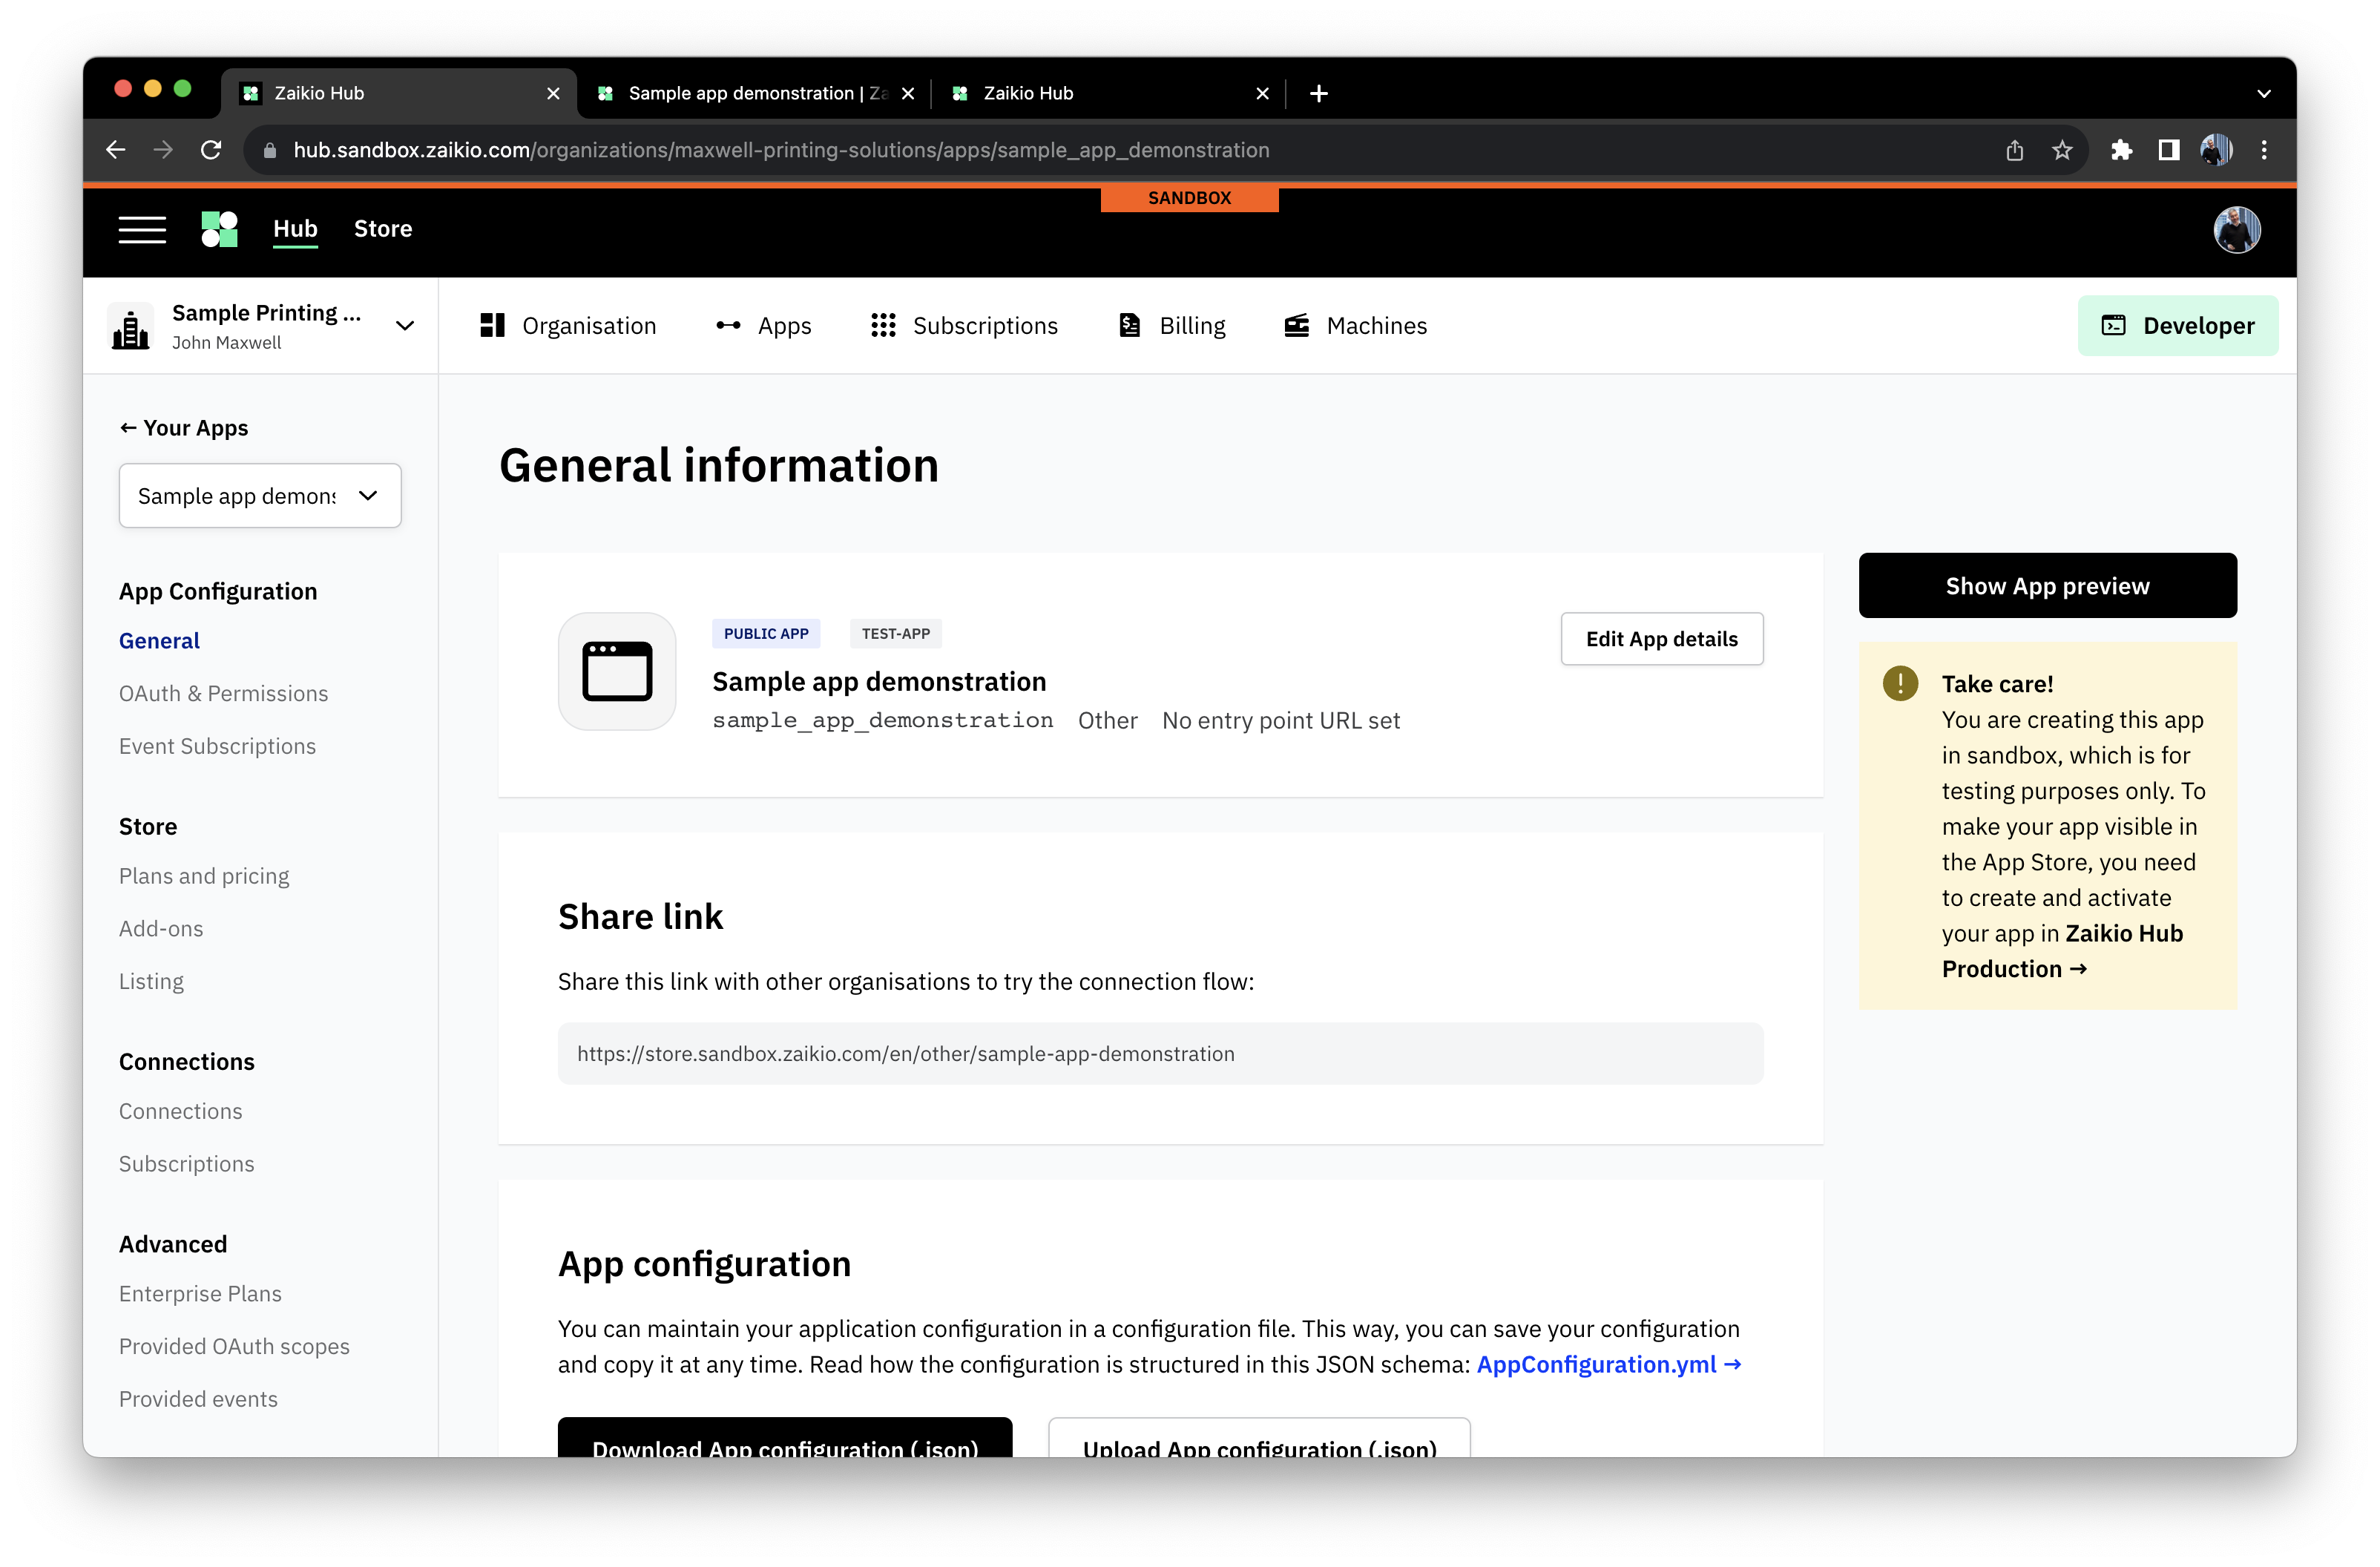 Zaikio Hub
Sample app demonstration | Za
Zaikio Hub
hub.sandbox.zaikio.com/organizations/maxwell-printing-solutions/apps/sample_app_demonstration
SANDBOX
Hub
Store
Sample Printing ...
John Maxwell
Organisation
Apps
Subscriptions
Billing
Machines
Developer
← Your Apps
Sample app demons
App Configuration
General
OAuth & Permissions
Event Subscriptions
Store
Plans and pricing
Add-ons
Listing
Connections
Connections
Subscriptions
Advanced
Enterprise Plans
Provided OAuth scopes
Provided events
General information
PUBLIC APP
TEST-APP
Sample app demonstration
sample_app_demonstration Other No entry point URL set
Edit App details
Share link
Share this link with other organisations to try the connection flow:
https://store.sandbox.zaikio.com/en/other/sample-app-demonstration
App configuration
You can maintain your application configuration in a configuration file. This way, you can save your configuration
and copy it at any time. Read how the configuration is structured in this JSON schema: AppConfiguration.yml →
Download App configuration (.json)
Upload App configuration (.json)
Show App preview
Take care!
You are creating this app
in sandbox, which is for
testing purposes only. To
make your app visible in
the App Store, you need
to create and activate
your app in Zaikio Hub
Production →